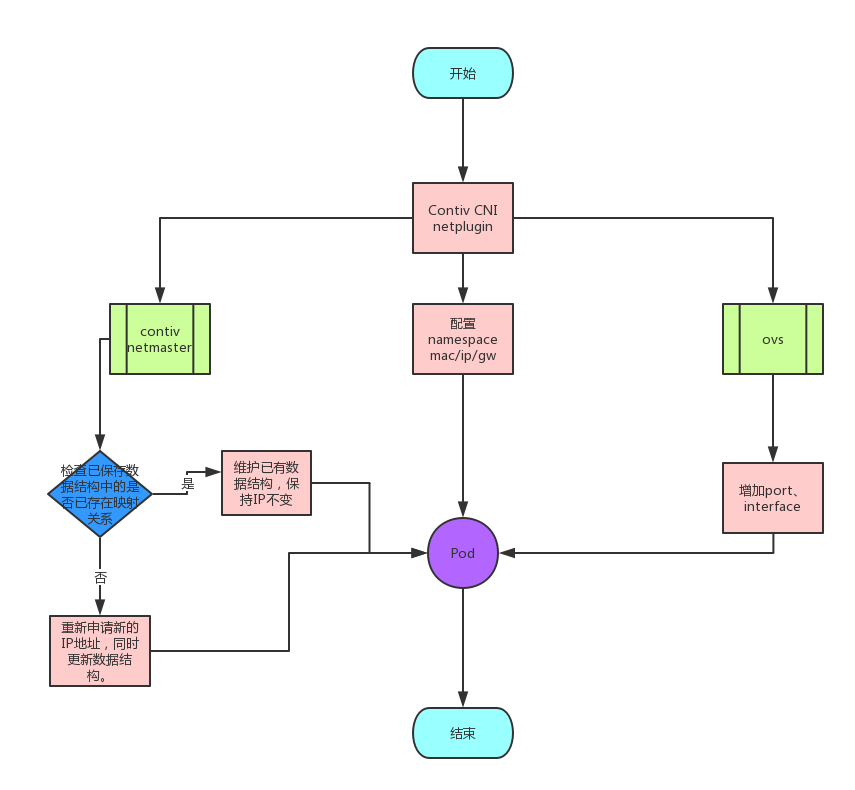 开始
Contiv CNI
netplugin
contiv
netmaster
配置
namespace
mac/ip/gw
ovs
检查已保存数
据结构中的是
否已存在映射
关系
是
维护已有数
据结构，保
持IP不变
增加port、
interface
Pod
否
重新申请新的
IP地址，同时
更新数据结
构。
结束